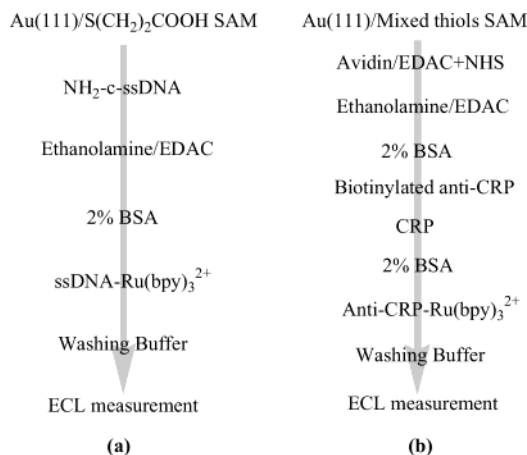 Au(111)/S(CH₂)₂COOH SAM
NH₂-c-ssDNA
Ethanolamine/EDAC
2% BSA
ssDNA-Ru(bpy)₃²⁺
Washing Buffer
ECL measurement
(a)
Au(111)/Mixed thiols SAM
Avidin/EDAC+NHS
Ethanolamine/EDAC
2% BSA
Biotinylated anti-CRP
CRP
2% BSA
Anti-CRP-Ru(bpy)₃²⁺
Washing Buffer
ECL measurement
(b)